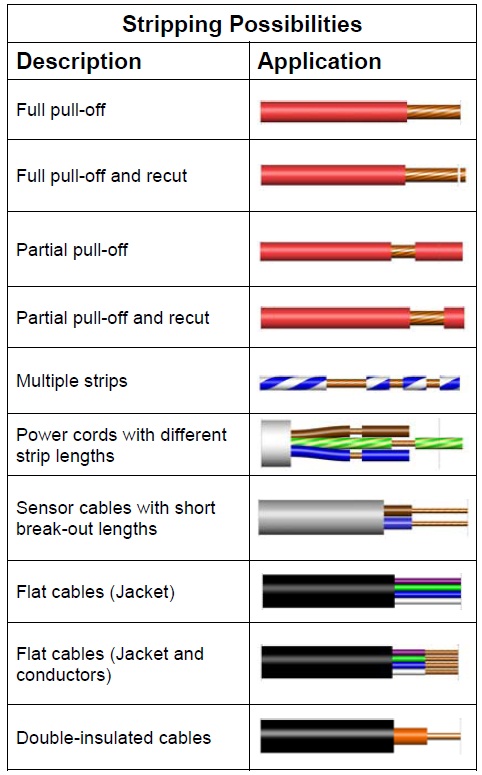 Stripping Possibilities
Description Application
Full pull-off
Full pull-off and recut
Partial pull-off
Partial pull-off and recut
Multiple strips
Power cords with different
strip lengths
Sensor cables with short
break-out lengths
Flat cables (Jacket)
Flat cables (Jacket and
conductors)
Double-insulated cables